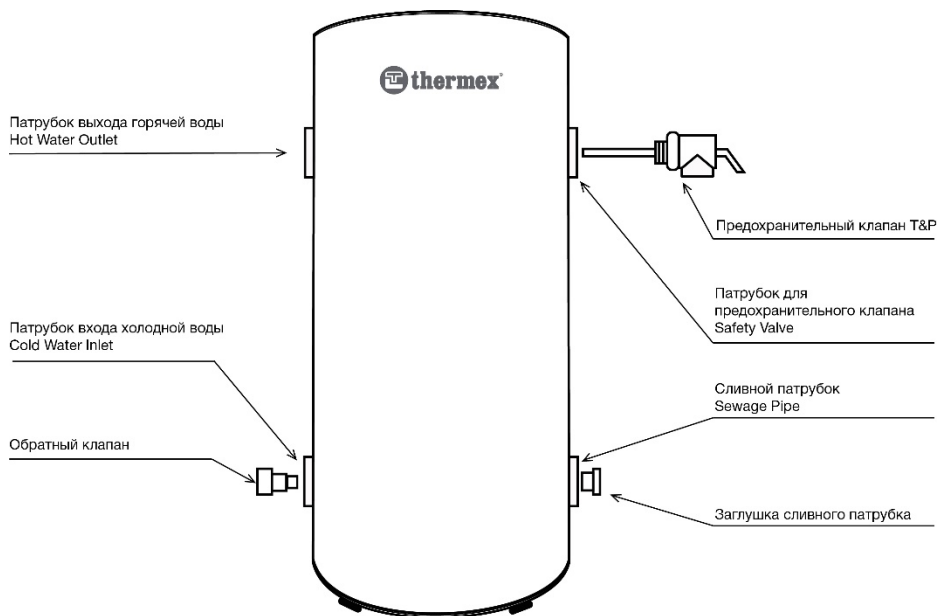 thermex
Патрубок выхода горячей воды
Hot Water Outlet
Предохранительный клапан T&P
Патрубок для
предохранительного клапана
Safety Valve
Патрубок входа холодной воды
Cold Water Inlet
Сливной патрубок
Sewage Pipe
Обратный клапан
Заглушка сливного патрубка